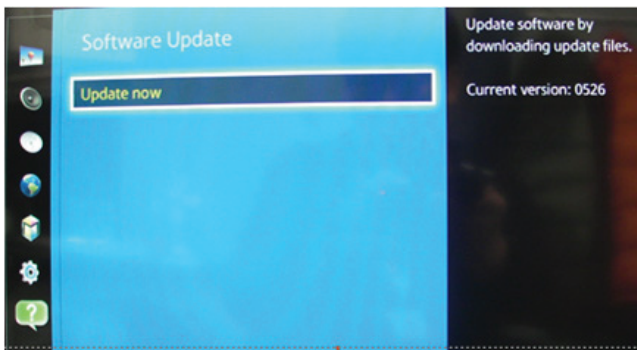 Software Update
Update now
Update software by
downloading update files.
Current version: 0526
?